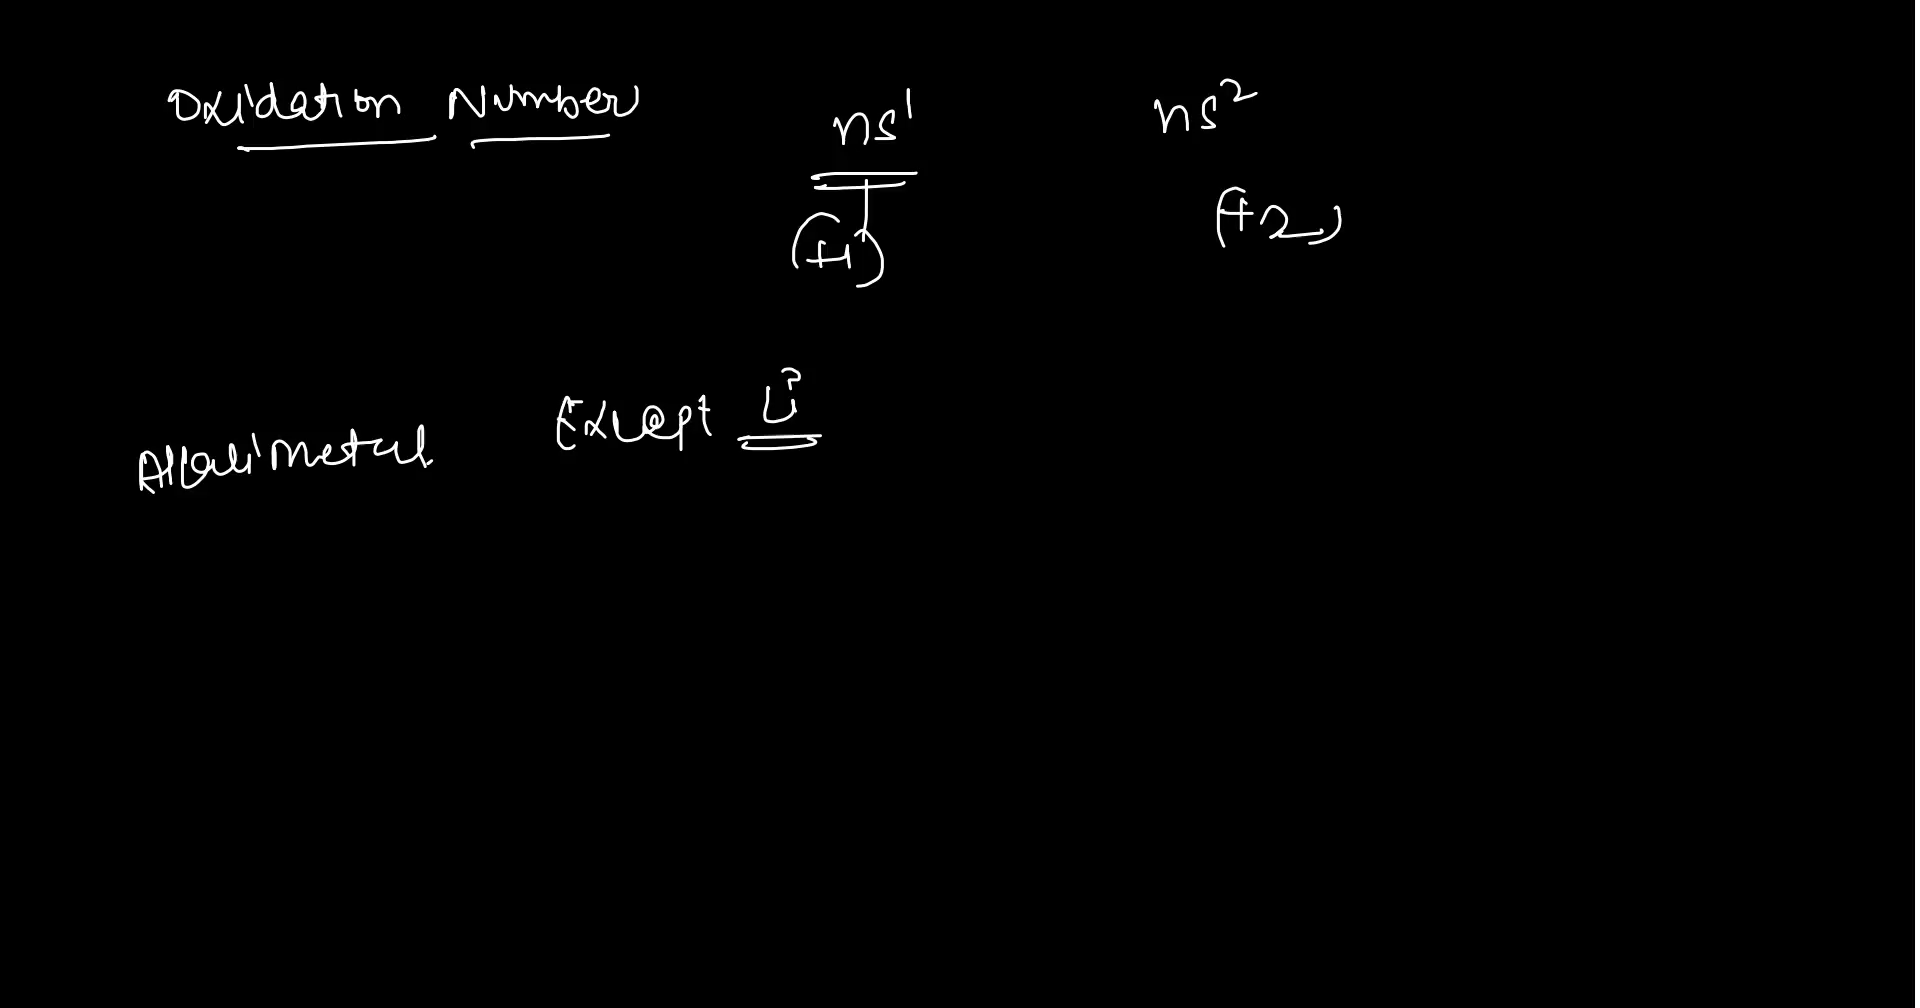 Oxidation Number ns¹ ns²
(+1) (+2)
Alkali metal Except Li